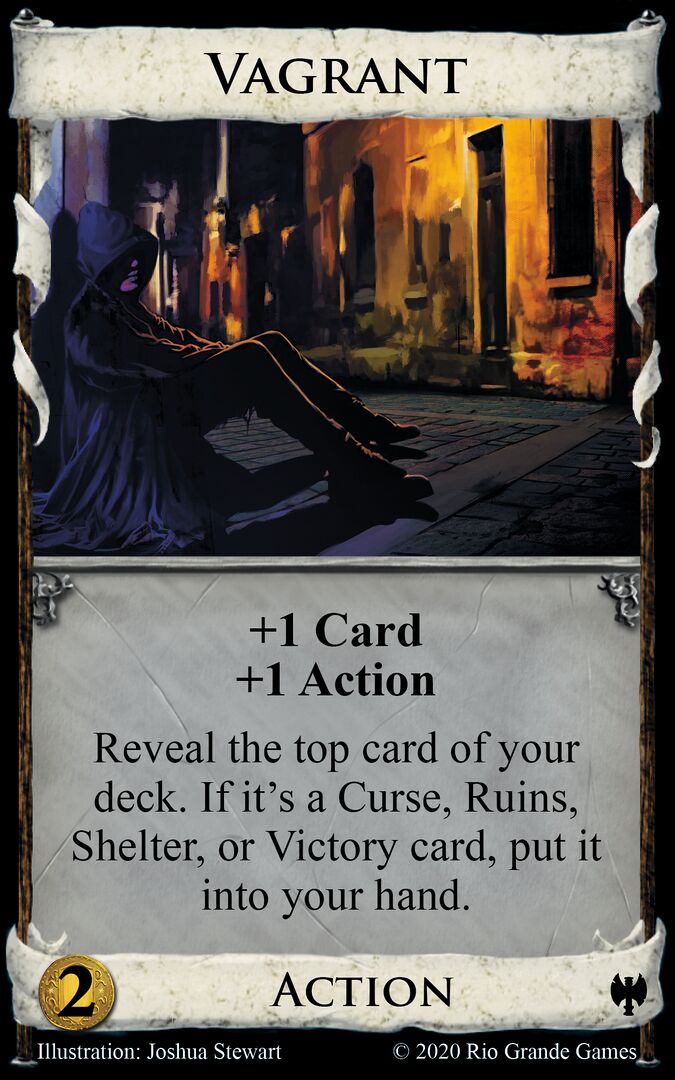 Vagrant
+1 Card
+1 Action
Reveal the top card of your
deck. If it’s a Curse, Ruins,
Shelter, or Victory card, put it
into your hand.
2
Action
Illustration: Joshua Stewart
© 2020 Rio Grande Games